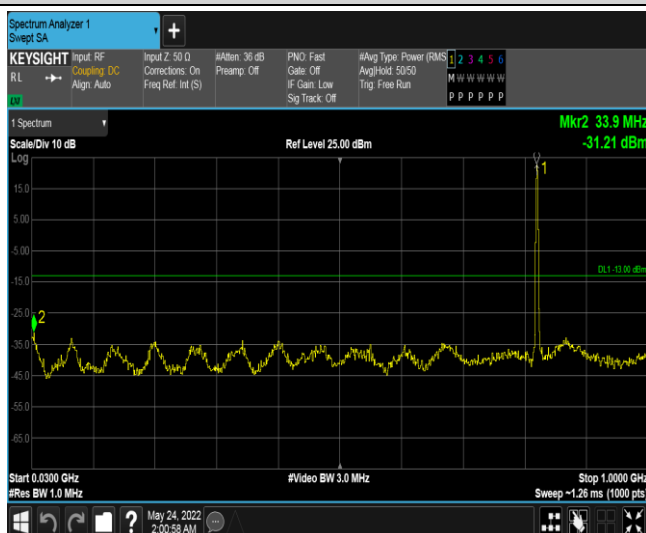 Spectrum Analyzer 1
Swept SA
KEYSIGHT
RL
Input: RF
Coupling: DC
Align: Auto
Input Z: 50 Ω
Corrections: On
Freq Ref: Int (S)
#Atten: 36 dB
Preamp: Off
PNO: Fast
Gate: Off
IF Gain: Low
Sig Track: Off
#Avg Type: Power (RMS
Avg|Hold: 50/50
Trig: Free Run
1 2 3 4 5 6
M W W W W W
P P P P P P
1 Spectrum
Mkr2 33.9 MHz
Scale/Div 10 dB
Ref Level 25.00 dBm
-31.21 dBm
Log
1
15.0
5.00
-5.00
DL1 -13.00 dBm
-15.0
-25.0
2
-35.0
-45.0
-55.0
-65.0
Start 0.0300 GHz
#Video BW 3.0 MHz
Stop 1.0000 GHz
#Res BW 1.0 MHz
Sweep ~1.26 ms (1000 pts)
?
May 24, 2022
2:00:58 AM